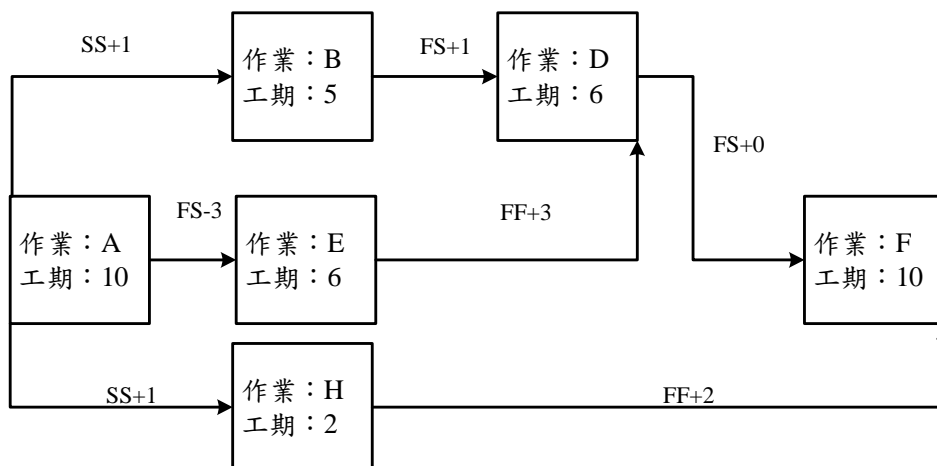 SS+1
作業：B
工期：5
FS+1
作業：D
工期：6
FS+0
作業：A
工期：10
FS-3
作業：E
工期：6
FF+3
作業：F
工期：10
SS+1
作業：H
工期：2
FF+2